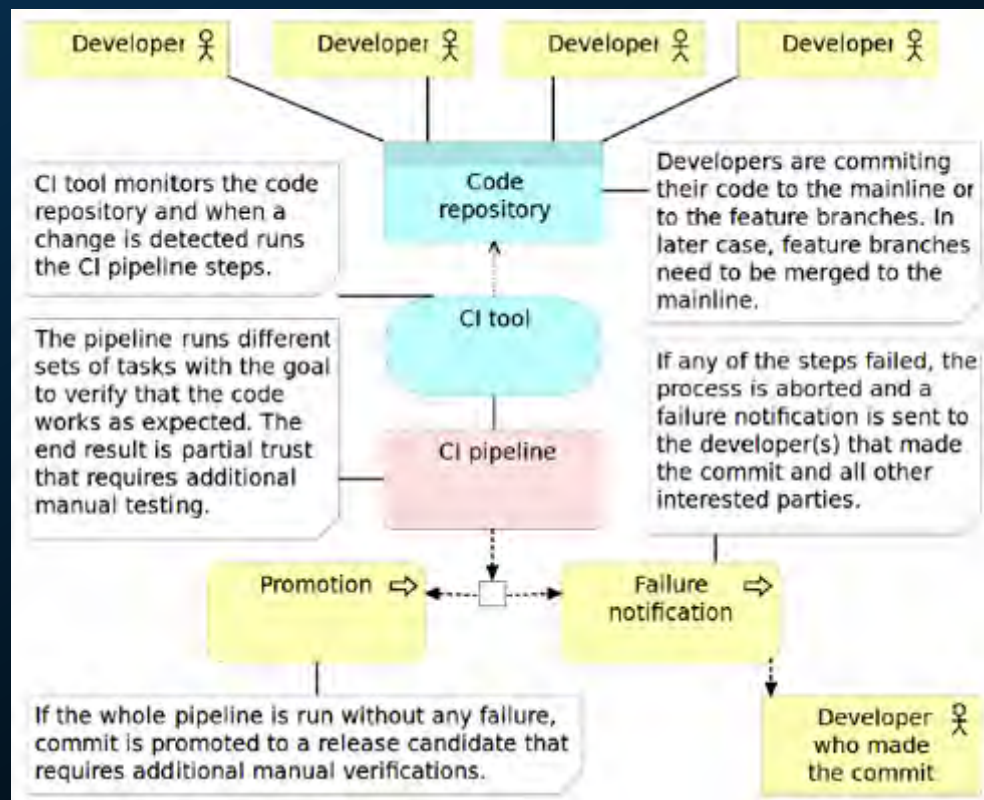 Developer
Developer
Developer
Developer
Code
repository
CI tool monitors the code
repository and when a
change is detected runs
the CI pipeline steps.
Developers are commiting
their code to the mainline or
to the feature branches. In
later case, feature branches
need to be merged to the
mainline.
CI tool
The pipeline runs different
sets of tasks with the goal
to verify that the code
works as expected. The
end result is partial trust
that requires additional
manual testing.
If any of the steps failed, the
process is aborted and a
failure notification is sent to
the developer(s) that made
the commit and all other
interested parties.
CI pipeline
Promotion
Failure
notification
If the whole pipeline is run without any failure,
commit is promoted to a release candidate that
requires additional manual verifications.
Developer
who made
the commit